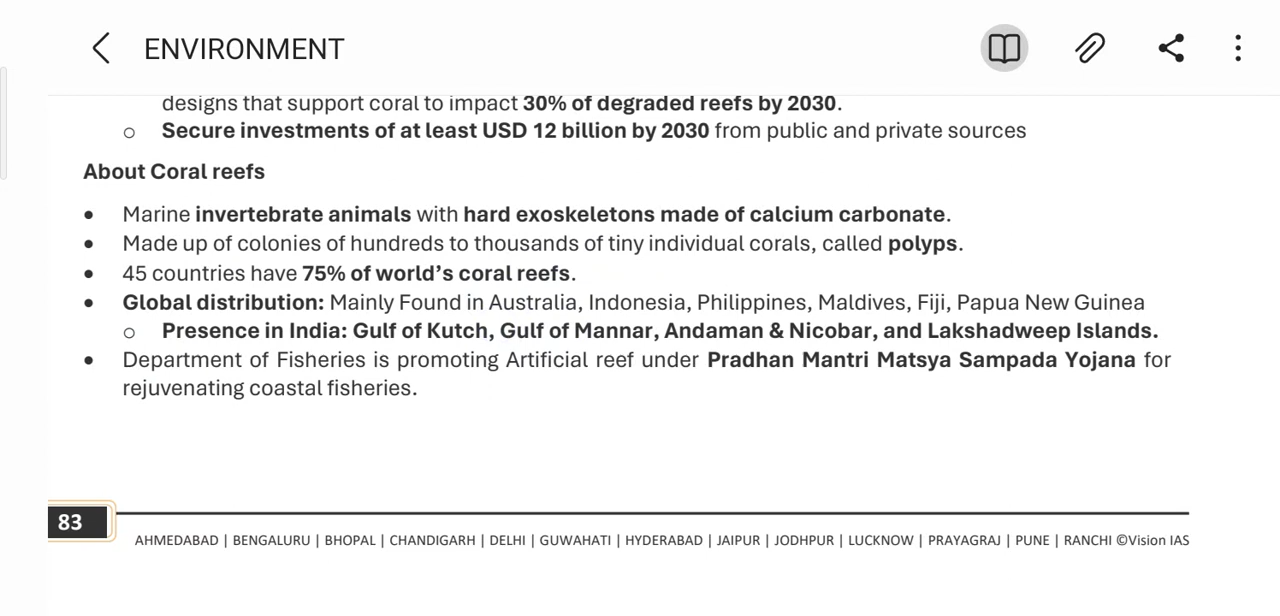 ENVIRONMENT
designs that support coral to impact 30% of degraded reefs by 2030.
o Secure investments of at least USD 12 billion by 2030 from public and private sources
About Coral reefs
• Marine invertebrate animals with hard exoskeletons made of calcium carbonate.
• Made up of colonies of hundreds to thousands of tiny individual corals, called polyps.
• 45 countries have 75% of world’s coral reefs.
• Global distribution: Mainly Found in Australia, Indonesia, Philippines, Maldives, Fiji, Papua New Guinea
o Presence in India: Gulf of Kutch, Gulf of Mannar, Andaman & Nicobar, and Lakshadweep Islands.
• Department of Fisheries is promoting Artificial reef under Pradhan Mantri Matsya Sampada Yojana for
rejuvenating coastal fisheries.
83
AHMEDABAD | BENGALURU | BHOPAL | CHANDIGARH | DELHI | GUWAHATI | HYDERABAD | JAIPUR | JODHPUR | LUCKNOW | PRAYAGRAJ | PUNE | RANCHI ©Vision IAS